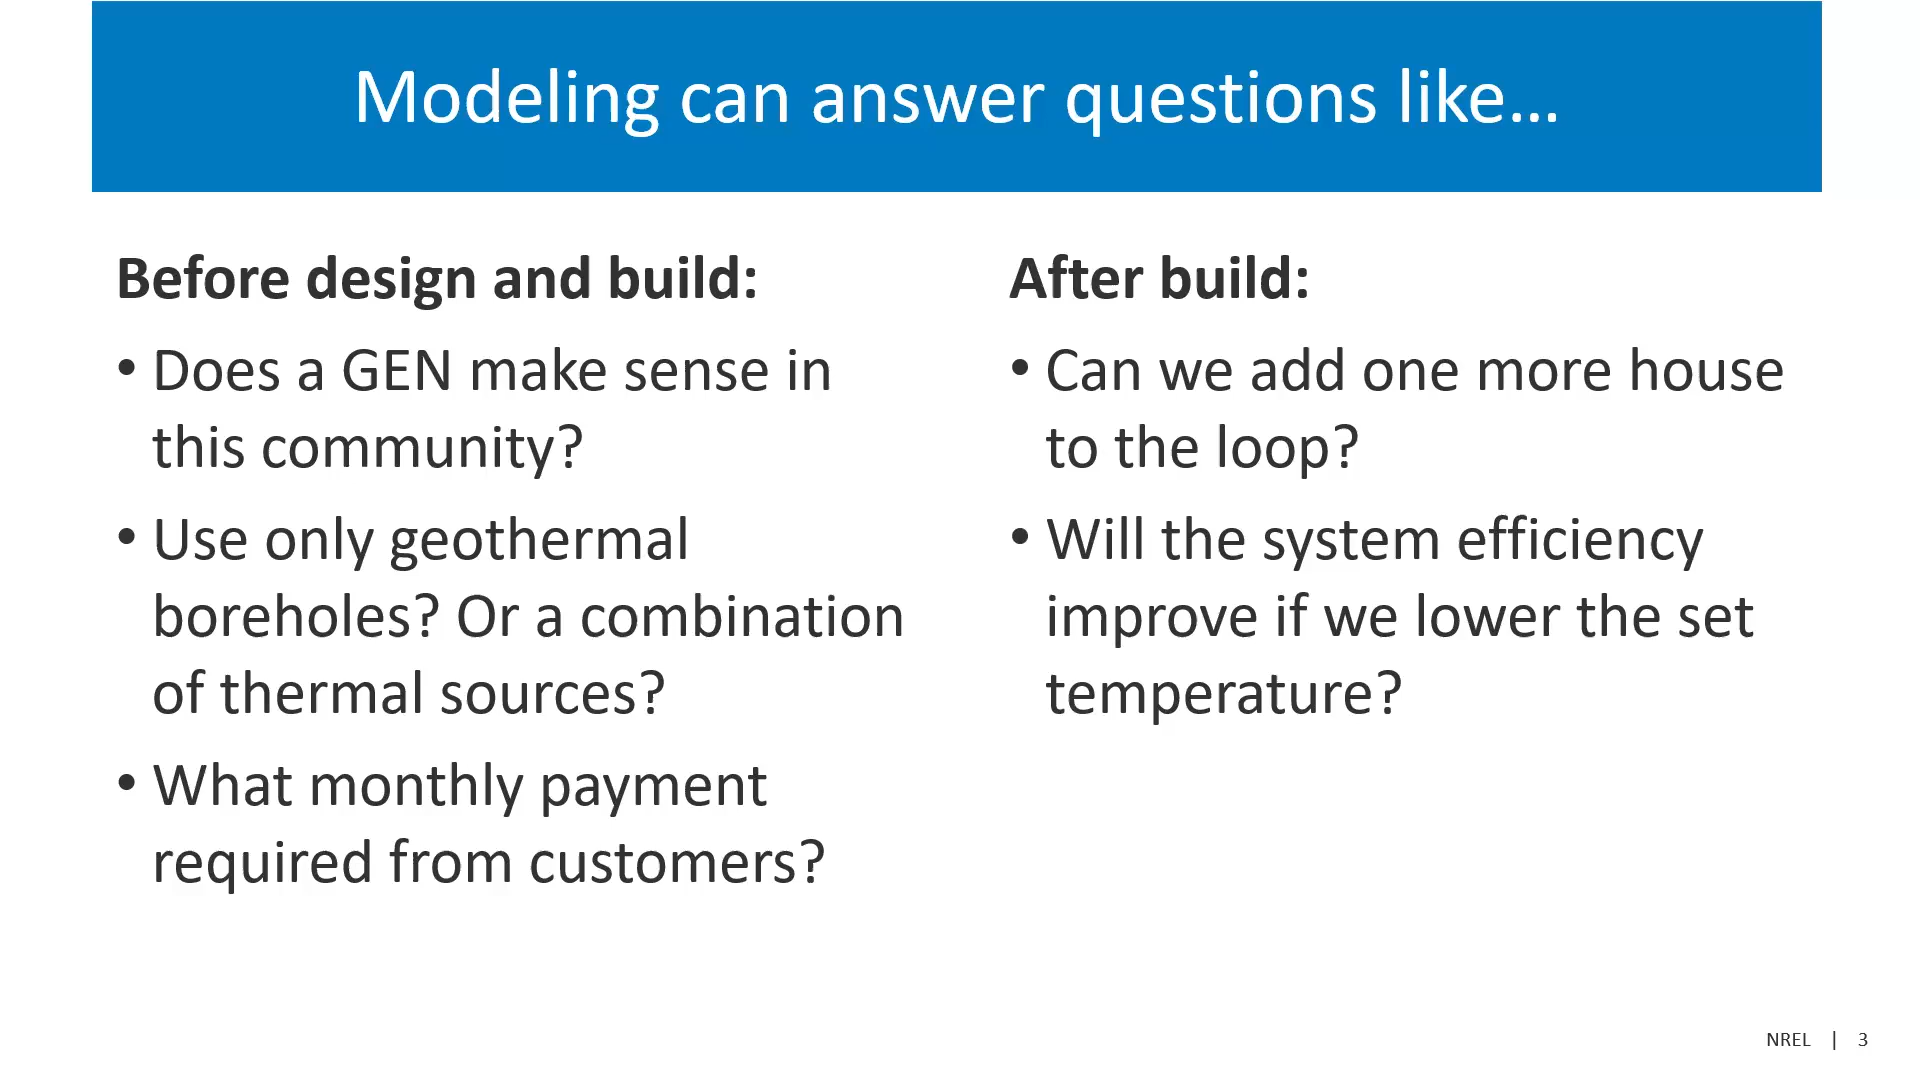 Modeling can answer questions like…
Before design and build:
• Does a GEN make sense in
this community?
• Use only geothermal
boreholes? Or a combination
of thermal sources?
• What monthly payment
required from customers?
After build:
• Can we add one more house
to the loop?
• Will the system efficiency
improve if we lower the set
temperature?
NREL | 3